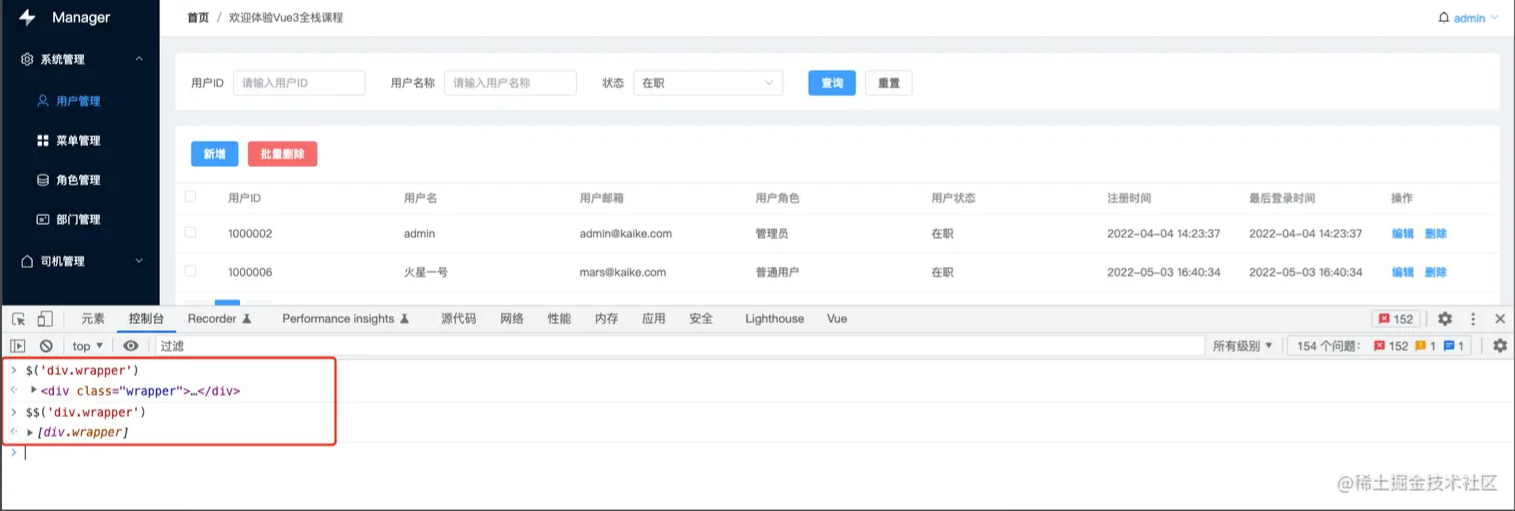 Manager
首页 / 欢迎体验Vue3全栈课程
admin
系统管理
用户管理
菜单管理
角色管理
部门管理
司机管理
用户ID 请输入用户ID 用户名称 请输入用户名称 状态 在职 查询 重置
新增 批量删除
用户ID 用户名 用户邮箱 用户角色 用户状态 注册时间 最后登录时间 操作
1000002 admin admin@kaike.com 管理员 在职 2022-04-04 14:23:37 2022-04-04 14:23:37 编辑 删除
1000006 火星一号 mars@kaike.com 普通用户 在职 2022-05-03 16:40:34 2022-05-03 16:40:34 编辑 删除
元素 控制台 Recorder Performance insights 源代码 网络 性能 内存 应用 安全 Lighthouse Vue 152
top 过滤 所有级别 154 个问题: 152 1 1
$('div.wrapper')
<div class="wrapper">…</div>
$$('div.wrapper')
[div.wrapper]
@稀土掘金技术社区